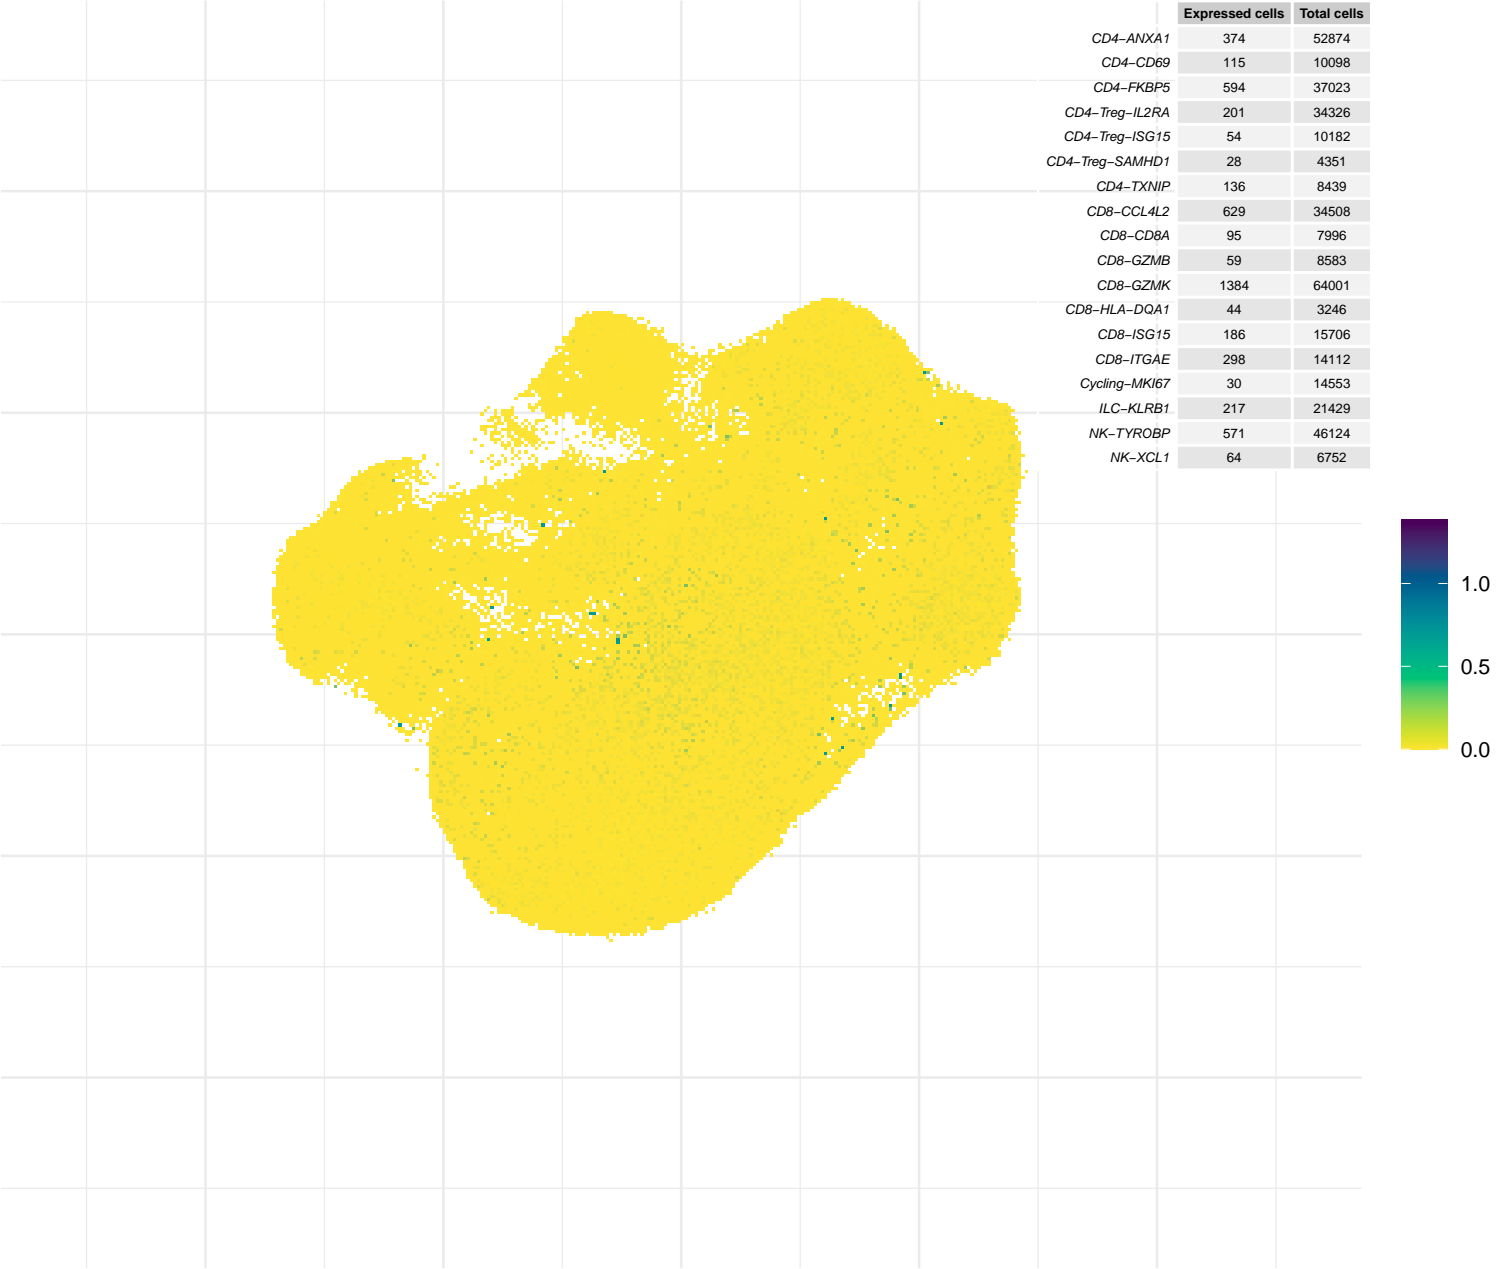 Expressed cells Total cells
CD4−ANXA1 374 52874
CD4−CD69 115 10098
CD4−FKBP5 594 37023
CD4−Treg−IL2RA 201 34326
CD4−Treg−ISG15 54 10182
CD4−Treg−SAMHD1 28 4351
CD4−TXNIP 136 8439
CD8−CCL4L2 629 34508
CD8−CD8A 95 7996
CD8−GZMB 59 8583
CD8−GZMK 1384 64001
CD8−HLA−DQA1 44 3246
CD8−ISG15 186 15706
CD8−ITGAE 298 14112
Cycling−MKI67 30 14553
ILC−KLRB1 217 21429
NK−TYROBP 571 46124
NK−XCL1 64 6752
1.0
0.5
0.0